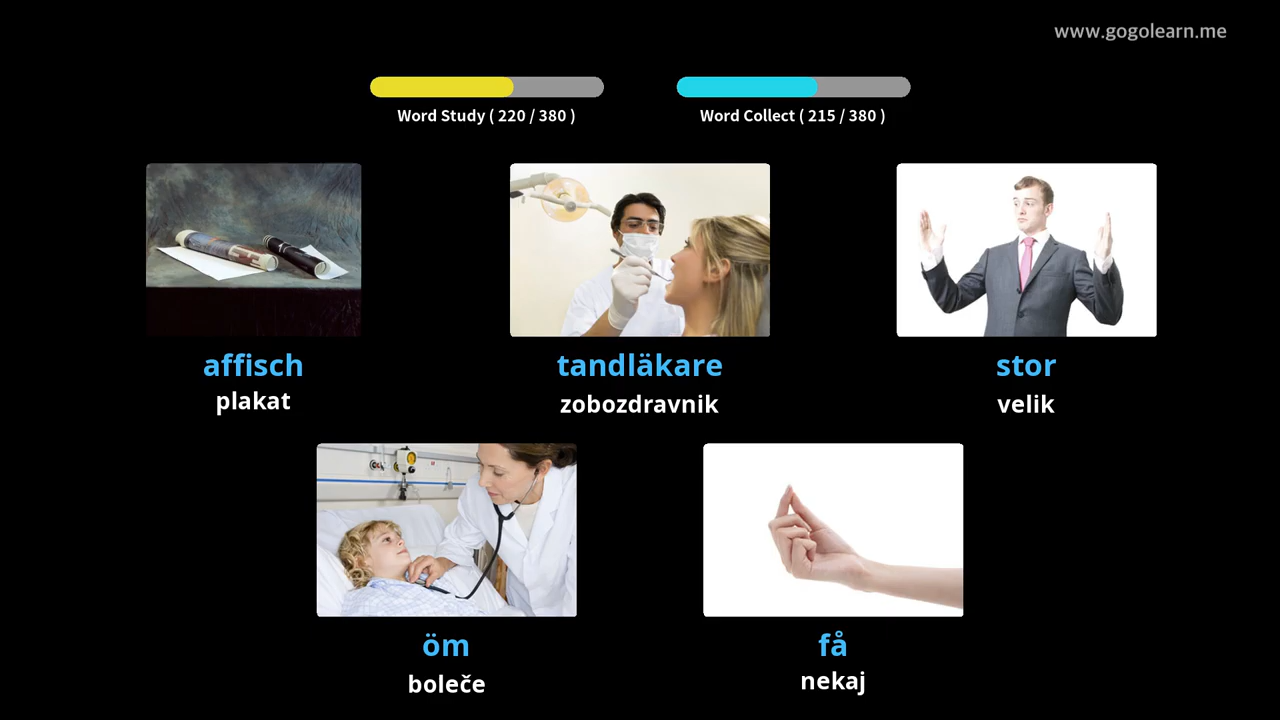 www.gogolearn.me
Word Study ( 220 / 380 )
Word Collect ( 215 / 380 )
affisch
plakat
tandläkare
zobozdravnik
stor
velik
öm
boleče
få
nekaj